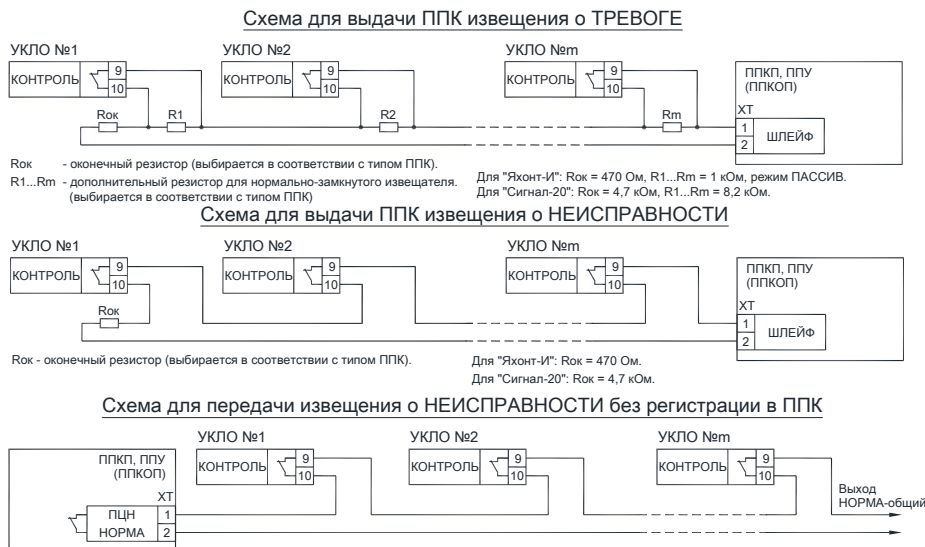 Схема для выдачи ППК извещения о ТРЕВОГЕ
УКЛО №1
УКЛО №2
УКЛО №m
КОНТРОЛЬ 9 10
КОНТРОЛЬ 9 10
КОНТРОЛЬ 9 10
ППКП, ППУ
(ППКОП)
XT
1
2
ШЛЕЙФ
Rок
R1
R2
Rm
Rок - оконечный резистор (выбирается в соответствии с типом ППК).
R1...Rm - дополнительный резистор для нормально-замкнутого извещателя.
(выбирается в соответствии с типом ППК)
Для "Яхонт-И": Rок = 470 Ом, R1...Rm = 1 кОм, режим ПАССИВ.
Для "Сигнал-20": Rок = 4,7 кОм, R1...Rm = 8,2 кОм.
Схема для выдачи ППК извещения о НЕИСПРАВНОСТИ
УКЛО №1
УКЛО №2
УКЛО №m
КОНТРОЛЬ 9 10
КОНТРОЛЬ 9 10
КОНТРОЛЬ 9 10
ППКП, ППУ
(ППКОП)
XT
1
2
ШЛЕЙФ
Rок
Rок - оконечный резистор (выбирается в соответствии с типом ППК).
Для "Яхонт-И": Rок = 470 Ом.
Для "Сигнал-20": Rок = 4,7 кОм.
Схема для передачи извещения о НЕИСПРАВНОСТИ без регистрации в ППК
УКЛО №1
УКЛО №2
УКЛО №m
ППКП, ППУ
(ППКОП)
XT
ПЦН 1
НОРМА 2
КОНТРОЛЬ 9 10
КОНТРОЛЬ 9 10
КОНТРОЛЬ 9 10
Выход
НОРМА-общий